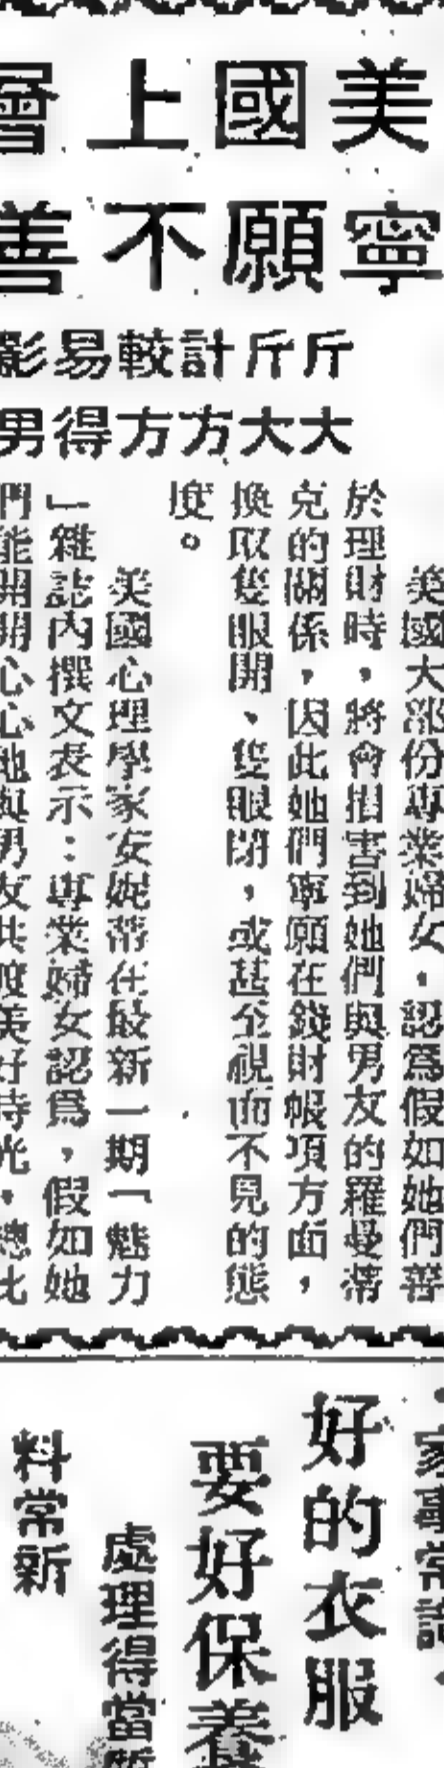 美國上層
寧願不善
斤斤計較易影
大大方方得男
美國大部份專業婦女，認爲假如她們善
於理財時，將會損害到她們與男友的羅曼蒂
克的關係，因此她們寧願在錢財帳項方面，
換取隻眼開、隻眼閉，或甚至視而不見的態
度。
美國心理學家安妮蒂在最新一期「魅力
」雜誌內撰文表示：專業婦女認爲，假如她
們能開開心心地與男友共渡美好時光，總比
家事常識
好的衣服
要好保養
處理得當質
料常新